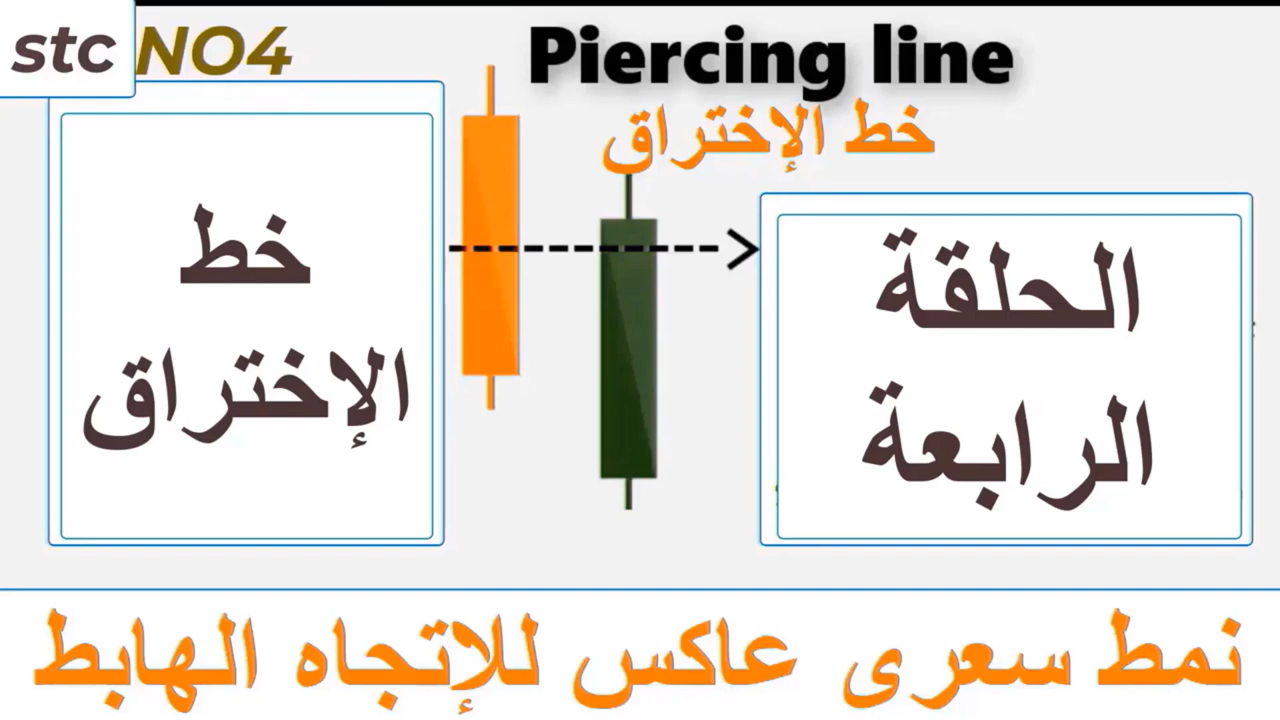 stc NO4
Piercing line
خط الإختراق
خط
الإختراق
الحلقة
الرابعة
نمط سعرى عاكس للإتجاه الهابط